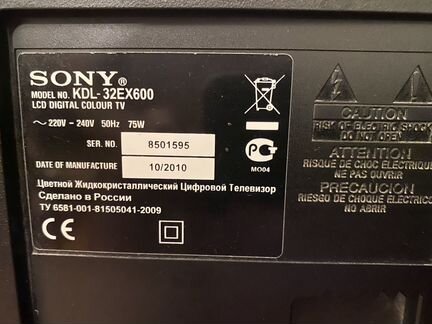 SONY®
MODEL NO. KDL-32EX600
LCD DIGITAL COLOUR TV
~ 220V - 240V 50Hz 75W
SER. NO. 8501595
DATE OF MANUFACTURE 10/2010
МО04
Цветной Жидкокристаллический Цифровой Телевизор
Сделано в России
ТУ 6581-001-81505041-2009
CE
CAUTION
RISK OF ELECTRIC SHOCK
DO NOT OPEN
ATTENTION
RISQUE DE CHOC ELECTRIQUE
NE PAS OUVRIR
PRECAUCION
RIESGO DE CHOQUE ELECTRICO
NO ABRIR